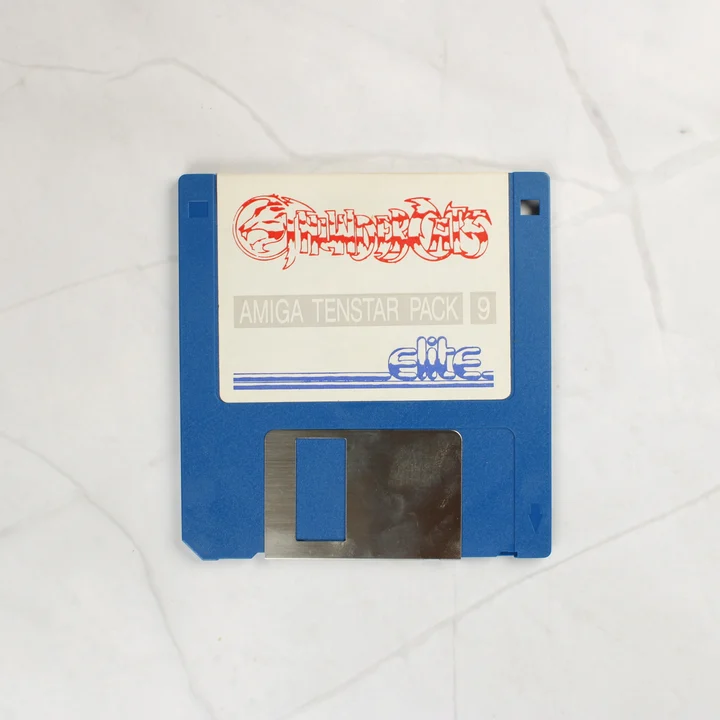 THUNDERCATS
AMIGA TENSTAR PACK 9
elite